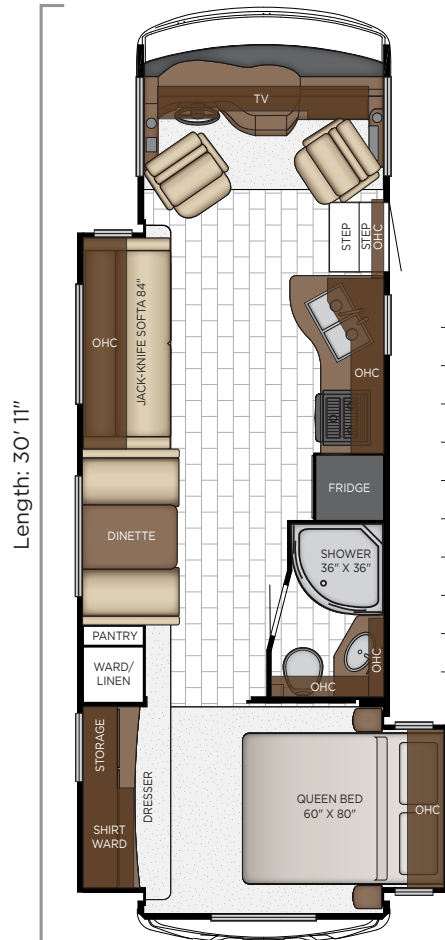 Length: 30' 11"
TV
STEP
STEP
OHC
OHC
JACK-KNIFE SOFTA 84"
OHC
FRIDGE
DINETTE
SHOWER
36" X 36"
PANTRY
WARD/
LINEN
OHC
OHC
STORAGE
DRESSER
SHIRT
WARD
QUEEN BED
60" X 80"
OHC